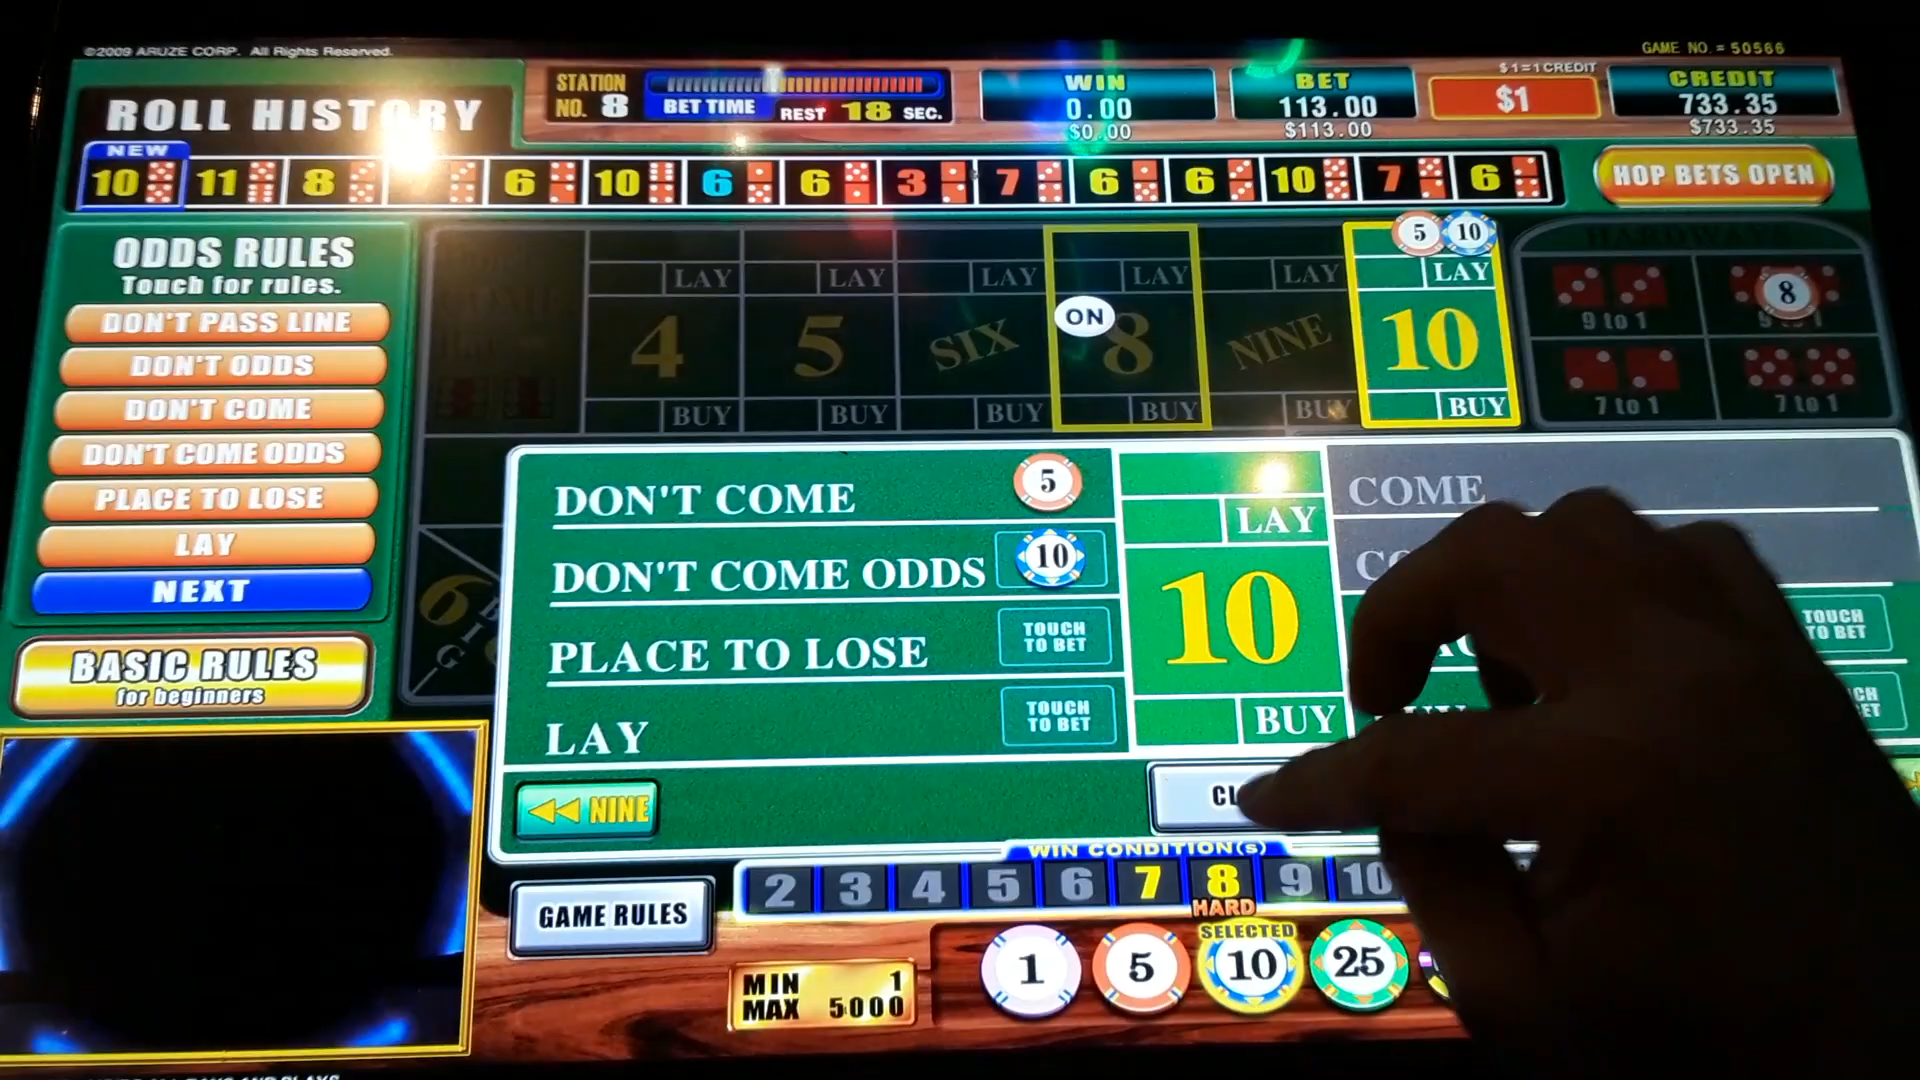 ©2009 ARUZE CORP. All Rights Reserved.
GAME NO.= 50566
ROLL HISTORY
STATION NO. 8
BET TIME
REST 18 SEC.
WIN
0.00
$0.00
BET
113.00
$113.00
$1=1CREDIT
$1
CREDIT
733.35
$733.35
NEW
10 11 8 6 10 6 6 3 7 6 6 10 7 6
HOP BETS OPEN
ODDS RULES
Touch for rules.
DON'T PASS LINE
DON'T ODDS
DON'T COME
DON'T COME ODDS
PLACE TO LOSE
LAY
NEXT
BASIC RULES
for beginners
5 10
LAY LAY LAY LAY LAY LAY
ON
4 5 SIX 8 NINE 10
BUY BUY BUY BUY BUY BUY
HARDWAYS
8
9 to 1
7 to 1 7 to 1
6 BIG
DON'T COME 5
DON'T COME ODDS 10
PLACE TO LOSE TOUCH TO BET
LAY TOUCH TO BET
LAY
10
BUY
COME
TOUCH TO BET
NINE
WIN CONDITION(s)
2 3 4 5 6 7 8 9 10
HARD
GAME RULES
SELECTED
1 5 10 25
MIN 1
MAX 5000